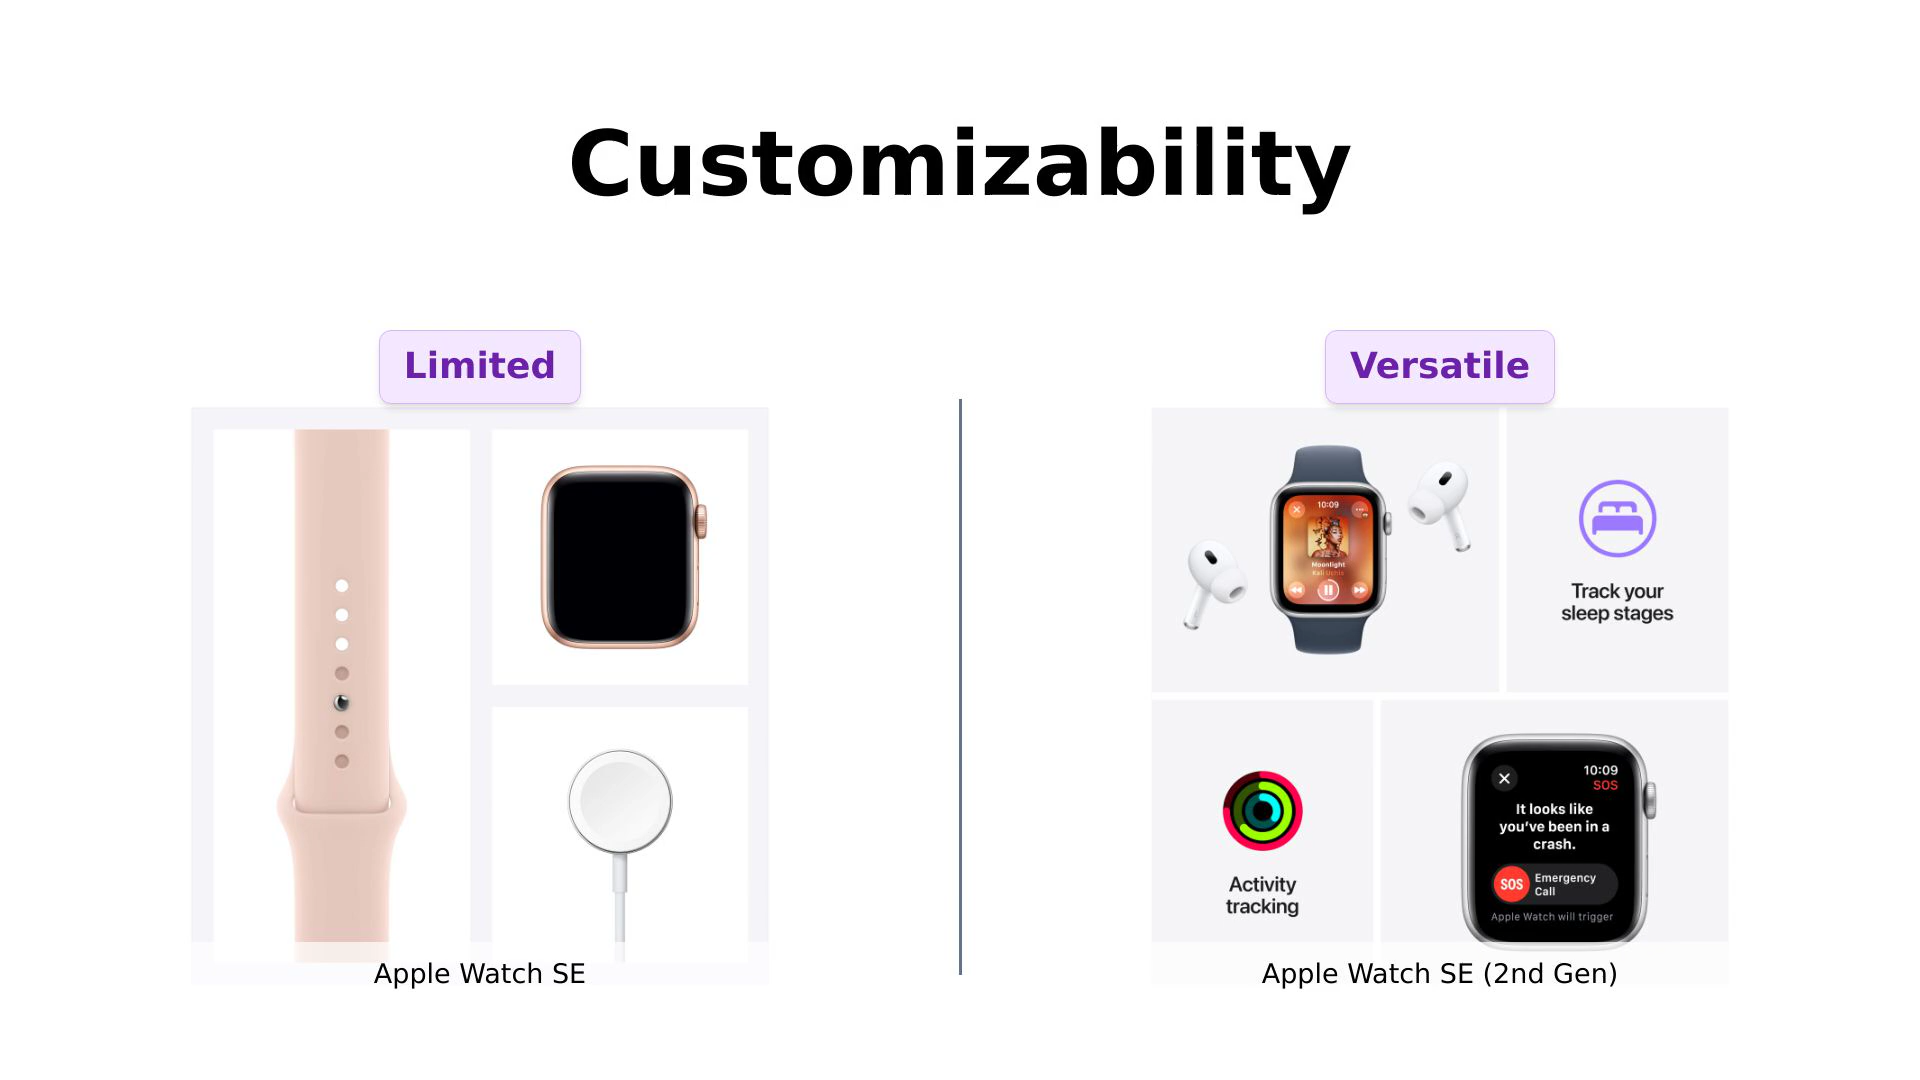 Customizability
Limited
Versatile
10:09
Moonlight
Kali Uchis
Track your
sleep stages
Activity
tracking
10:09
SOS
It looks like
you've been in a
crash.
SOS
Emergency
Call
Apple Watch will trigger
Apple Watch SE
Apple Watch SE (2nd Gen)